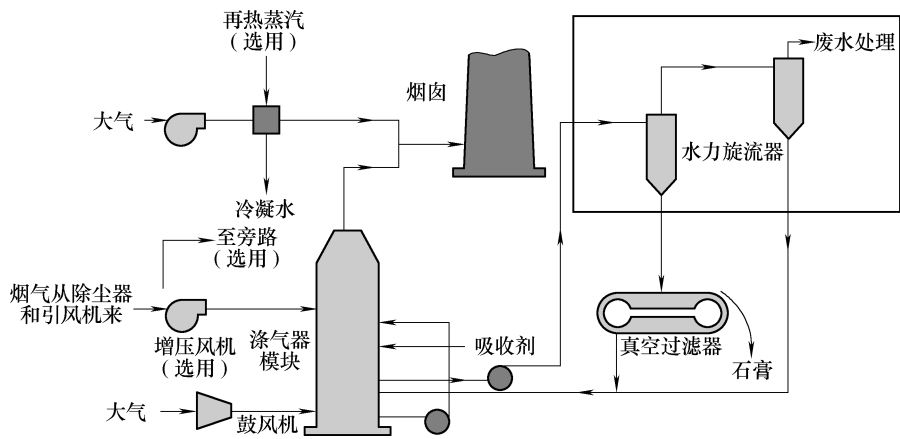 再热蒸汽
(选用)
大气
烟囱
废水处理
水力旋流器
冷凝水
至旁路
(选用)
烟气从除尘器
和引风机来
增压风机
(选用)
涤气器
模块
吸收剂
真空过滤器
石膏
大气
鼓风机